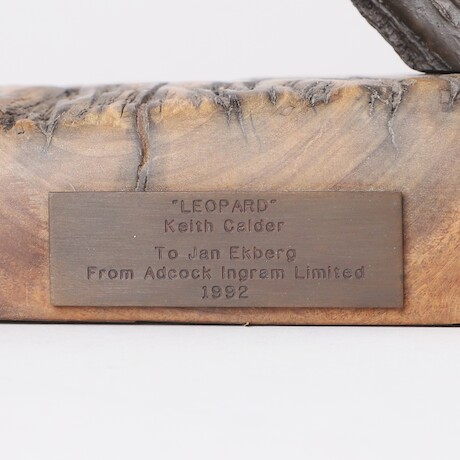 "LEOPARD"
Keith Calder
To Jan Ekberg
From Adcock Ingram Limited
1992